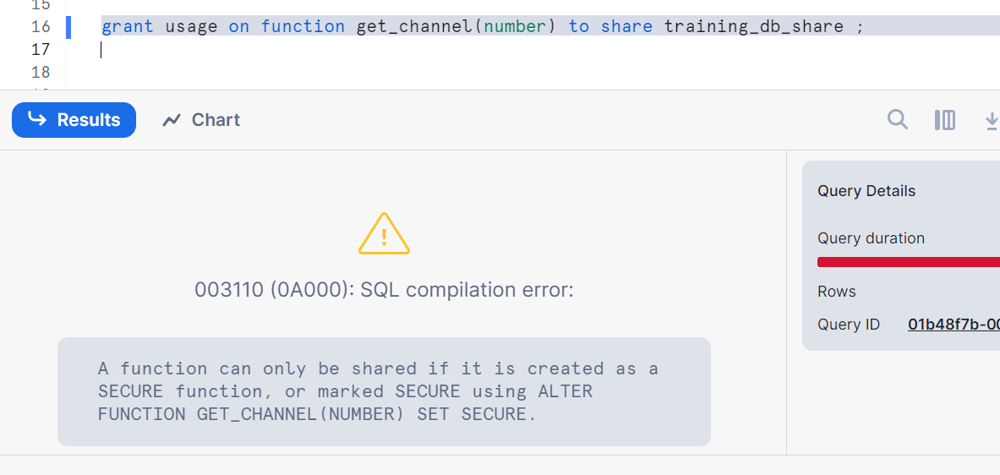 15
16 grant usage on function get_channel(number) to share training_db_share ;
17
18
Results
Chart
Query Details
Query duration
Rows
Query ID 01b48f7b-00
003110 (0A000): SQL compilation error:
A function can only be shared if it is created as a
SECURE function, or marked SECURE using ALTER
FUNCTION GET_CHANNEL(NUMBER) SET SECURE.